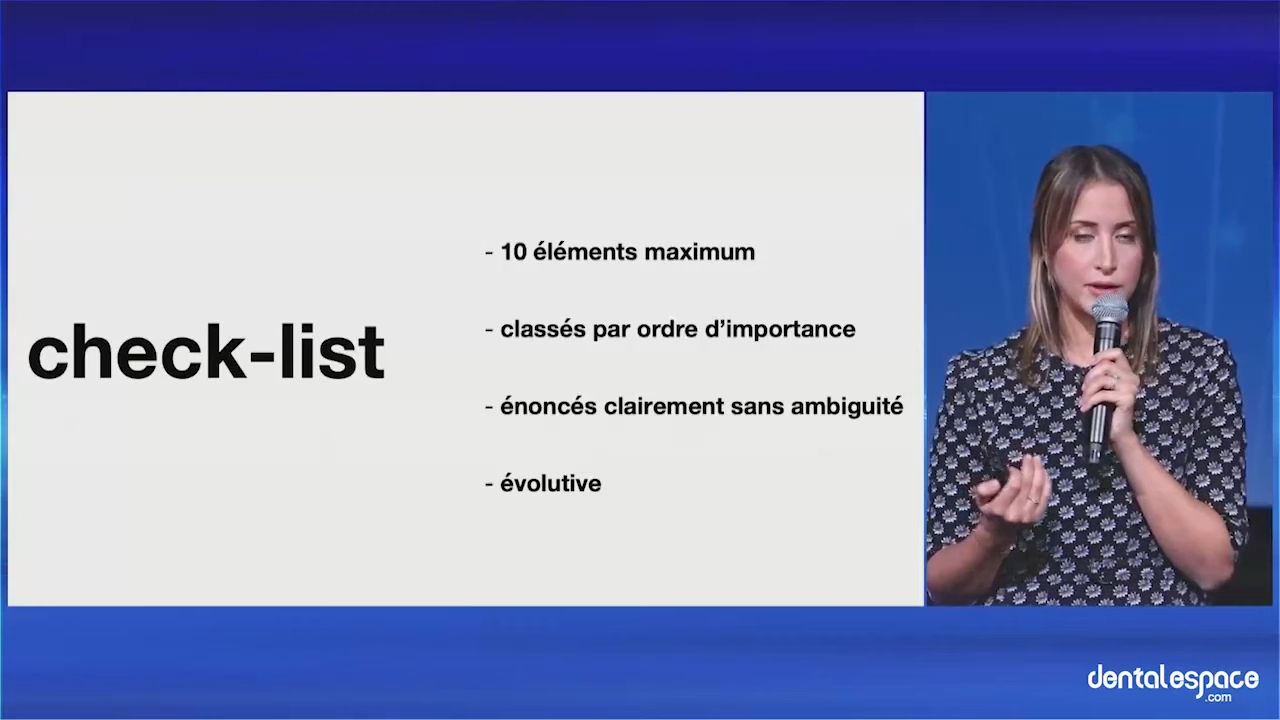 check-list
- 10 éléments maximum
- classés par ordre d’importance
- énoncés clairement sans ambiguité
- évolutive
dentalespace
.com